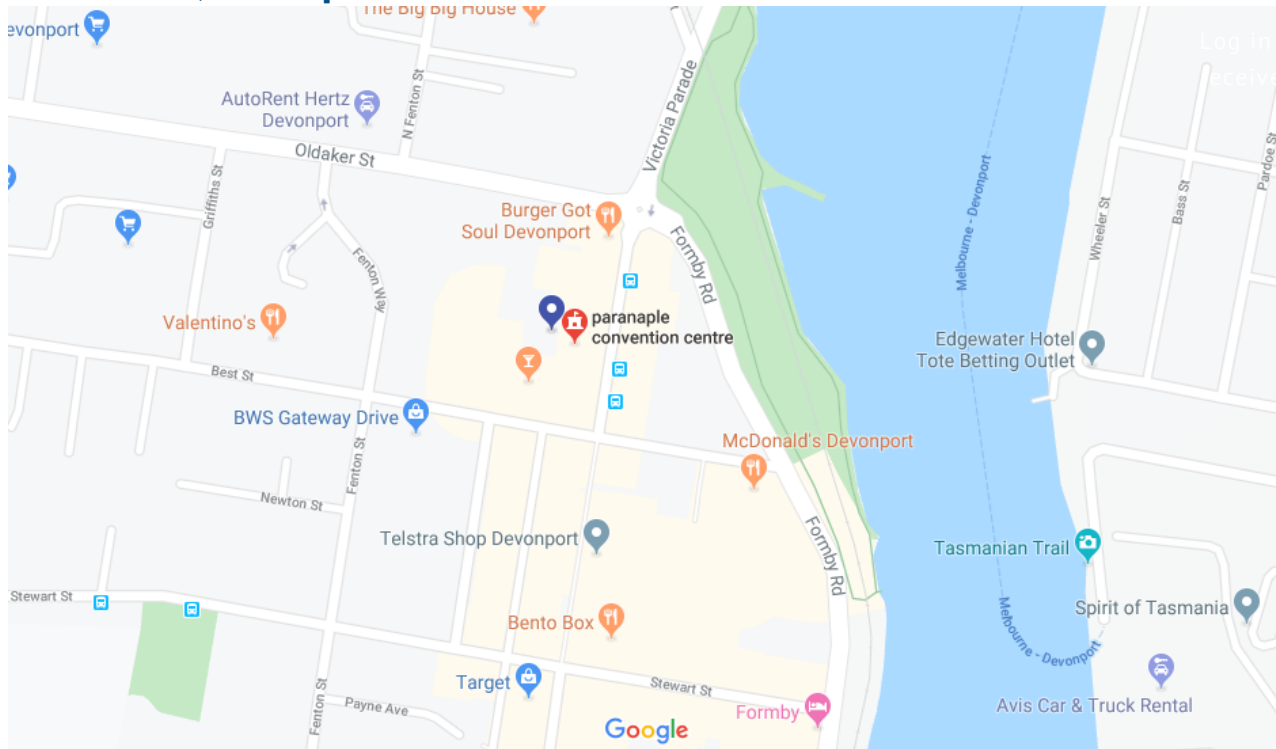 The Big Big House
evonport
Log in
eceive
AutoRent Hertz
Devonport
N Fenton St
Victoria Parade
Oldaker St
Griffiths St
Burger Got
Soul Devonport
Formby Rd
Fenton Way
Melbourne - Devonport
Wheeler St
Bass St
Pardoe St
Valentino's
paranaple
convention centre
Edgewater Hotel
Tote Betting Outlet
Best St
BWS Gateway Drive
McDonald's Devonport
Fenton St
Newton St
Telstra Shop Devonport
Formby Rd
Tasmanian Trail
Stewart St
Bento Box
Spirit of Tasmania
Melbourne - Devonport
Target
Stewart St
Fenton St
Payne Ave
Formby
Avis Car & Truck Rental
Google